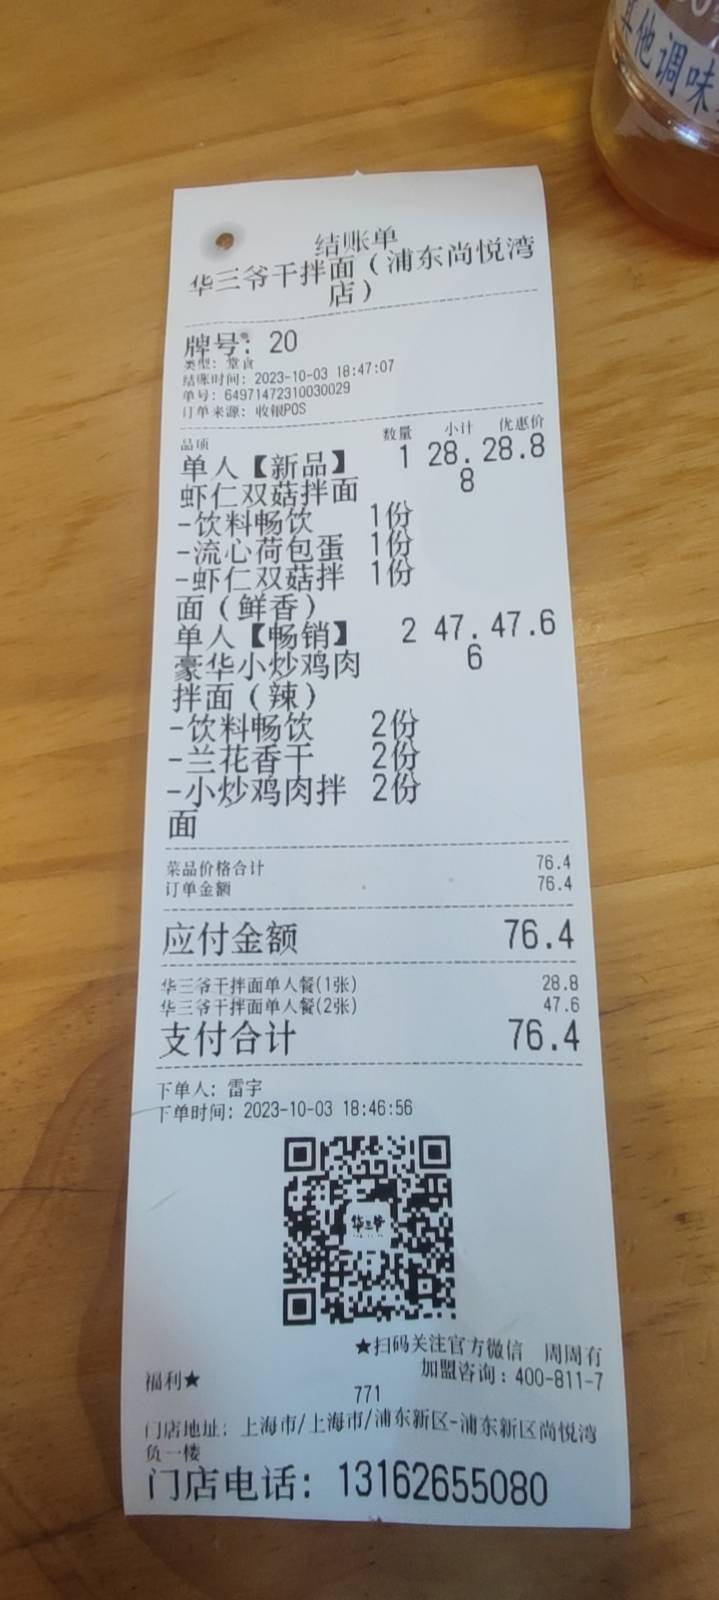 其他调味
结账单
华三爷干拌面（浦东尚悦湾
店）
牌号: 20
类型: 堂食
结账时间: 2023-10-03 18:47:07
单号: 64971472310030029
订单来源: 收银POS
品项 数量 小计 优惠价
单人【新品】 1 28. 28.8
虾仁双菇拌面 8
-饮料畅饮 1份
-流心荷包蛋 1份
-虾仁双菇拌 1份
面（鲜香）
单人【畅销】 2 47. 47.6
豪华小炒鸡肉 6
拌面（辣）
-饮料畅饮 2份
-兰花香干 2份
-小炒鸡肉拌 2份
面
菜品价格合计 76.4
订单金额 76.4
应付金额 76.4
华三爷干拌面单人餐(1张) 28.8
华三爷干拌面单人餐(2张) 47.6
支付合计 76.4
下单人: 雷宇
下单时间: 2023-10-03 18:46:56
华三爷
★扫码关注官方微信 周周有
福利★ 加盟咨询: 400-811-7
771
门店地址: 上海市/上海市/浦东新区-浦东新区尚悦湾
负一楼
门店电话: 13162655080